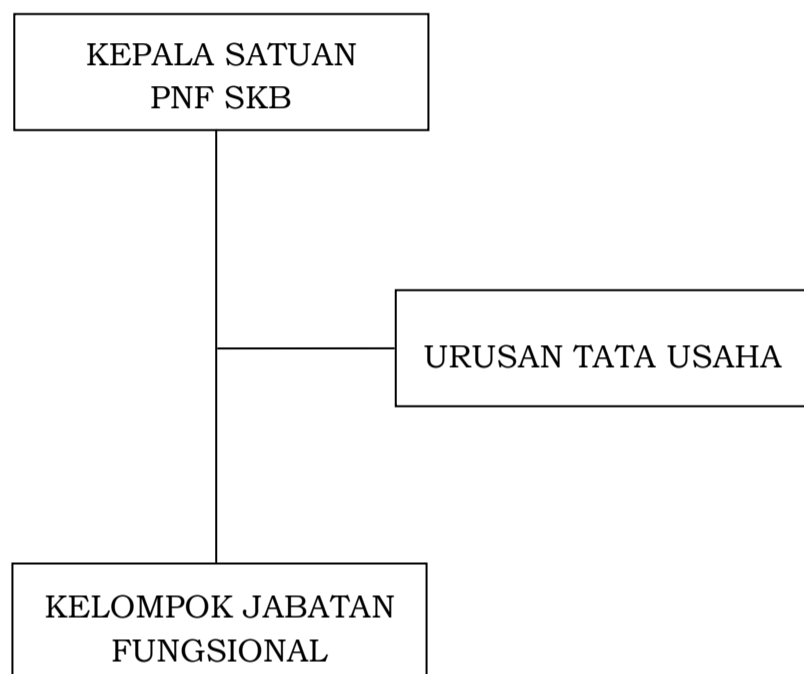 KEPALA SATUAN
PNF SKB
URUSAN TATA USAHA
KELOMPOK JABATAN
FUNGSIONAL